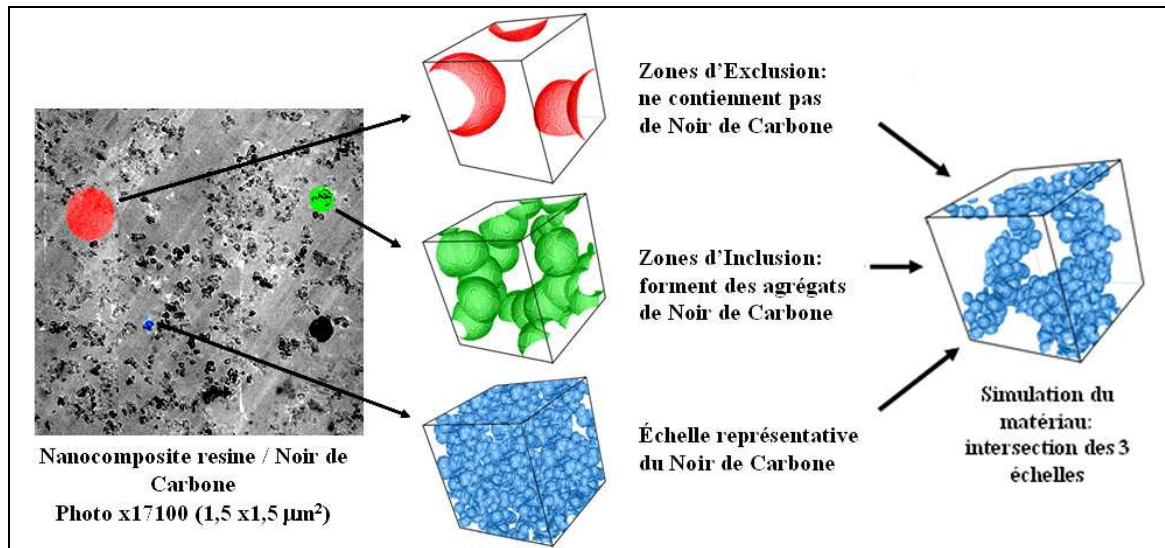 Zones d'Exclusion:
ne contiennent pas
de Noir de Carbone
Zones d'Inclusion:
forment des agrégats
de Noir de Carbone
Échelle représentative
du Noir de Carbone
Nanocomposite resine / Noir de
Carbone
Photo x17100 (1,5 x1,5 µm²)
Simulation du
matériau:
intersection des 3
échelles